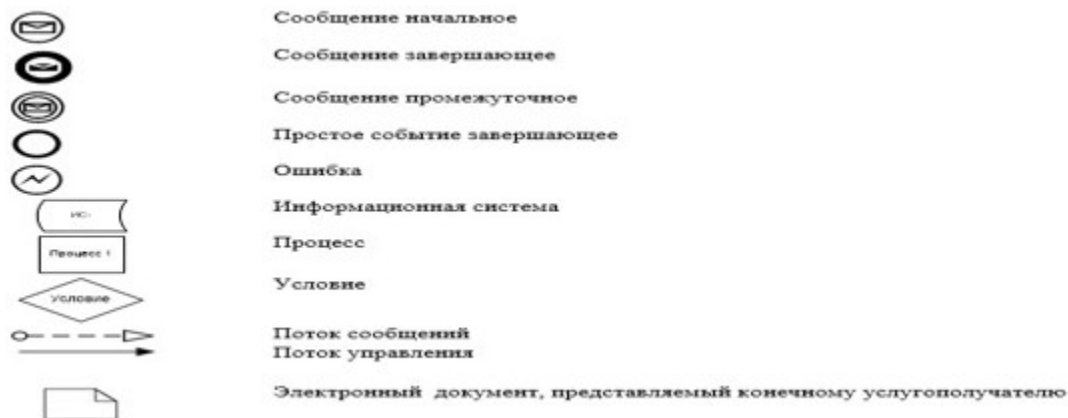 Сообщение начальное
Сообщение завершающее
Сообщение промежуточное
Простое событие завершающее
Ошибка
ИС:
Информационная система
Процесс 1
Процесс
Условие
Условие
Поток сообщений
Поток управления
Электронный документ, представляемый конечному услугополучателю